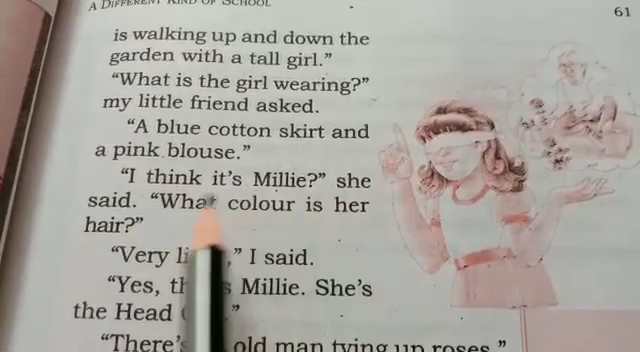 A DIFFERENT KIND OF SCHOOL
61
is walking up and down the
garden with a tall girl.”
“What is the girl wearing?”
my little friend asked.
“A blue cotton skirt and
a pink blouse.”
“I think it’s Millie?” she
said. “What colour is her
hair?”
“Very ,” I said.
“Yes, Millie. She’s
the Head ”
“There’s old man tying up roses.”